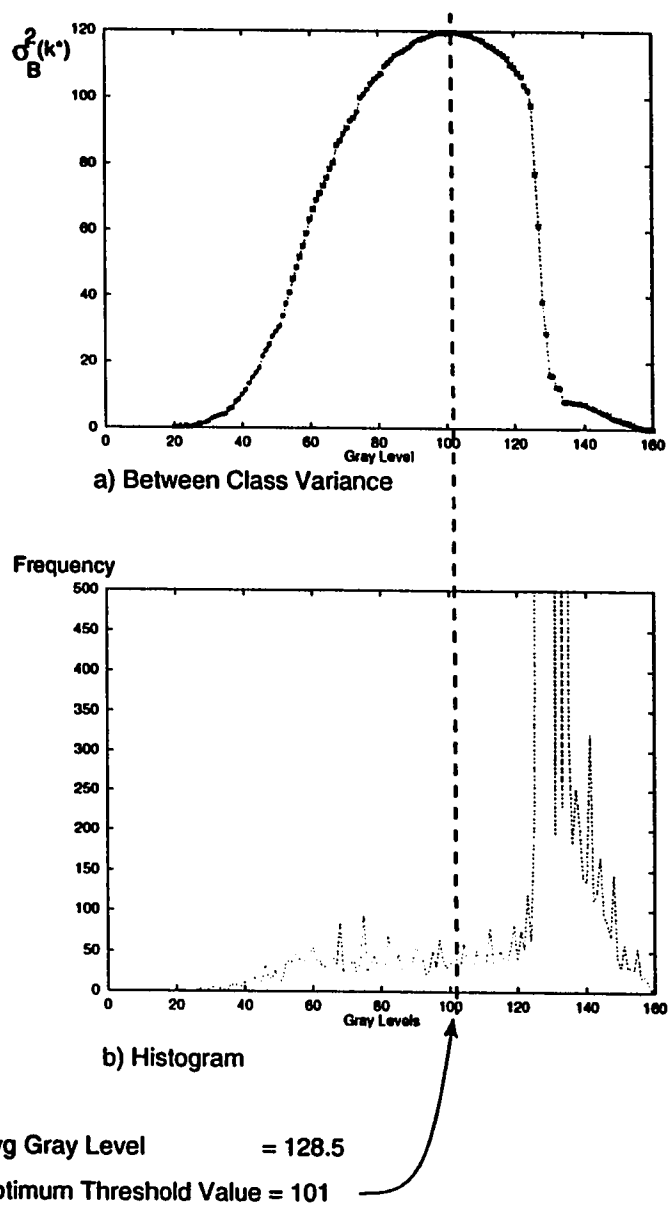 σ²_B(k*)
120
100
80
60
40
20
0
0 20 40 60 80 100 120 140 160
Gray Level
a) Between Class Variance
Frequency
500
450
400
350
300
250
200
150
100
50
0
0 20 40 60 80 100 120 140 160
Gray Levels
b) Histogram
vg Gray Level = 128.5
ptimum Threshold Value = 101